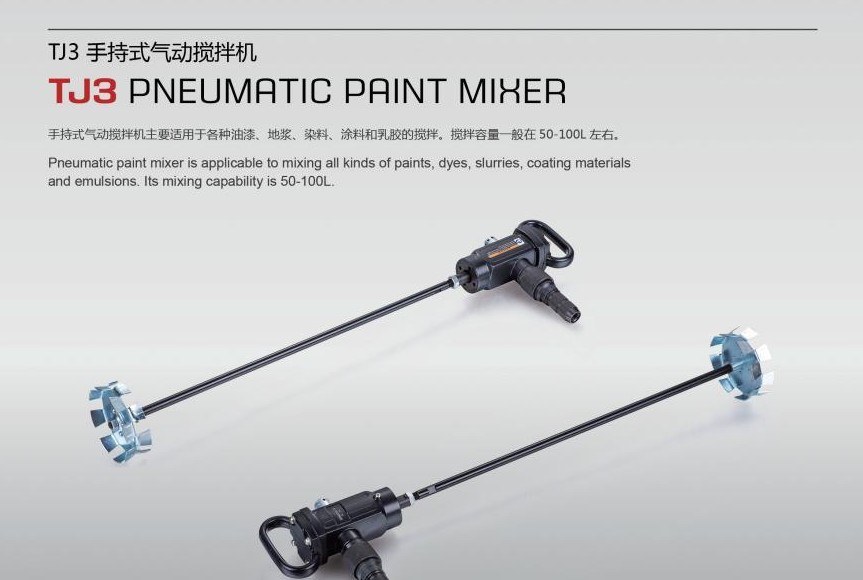 TJ3 手持式气动搅拌机
TJ3 PNEUMATIC PAINT MIXER
手持式气动搅拌机主要适用于各种油漆、地浆、染料、涂料和乳胶的搅拌。搅拌容量一般在 50-100L 左右。
Pneumatic paint mixer is applicable to mixing all kinds of paints, dyes, slurries, coating materials
and emulsions. Its mixing capability is 50-100L.